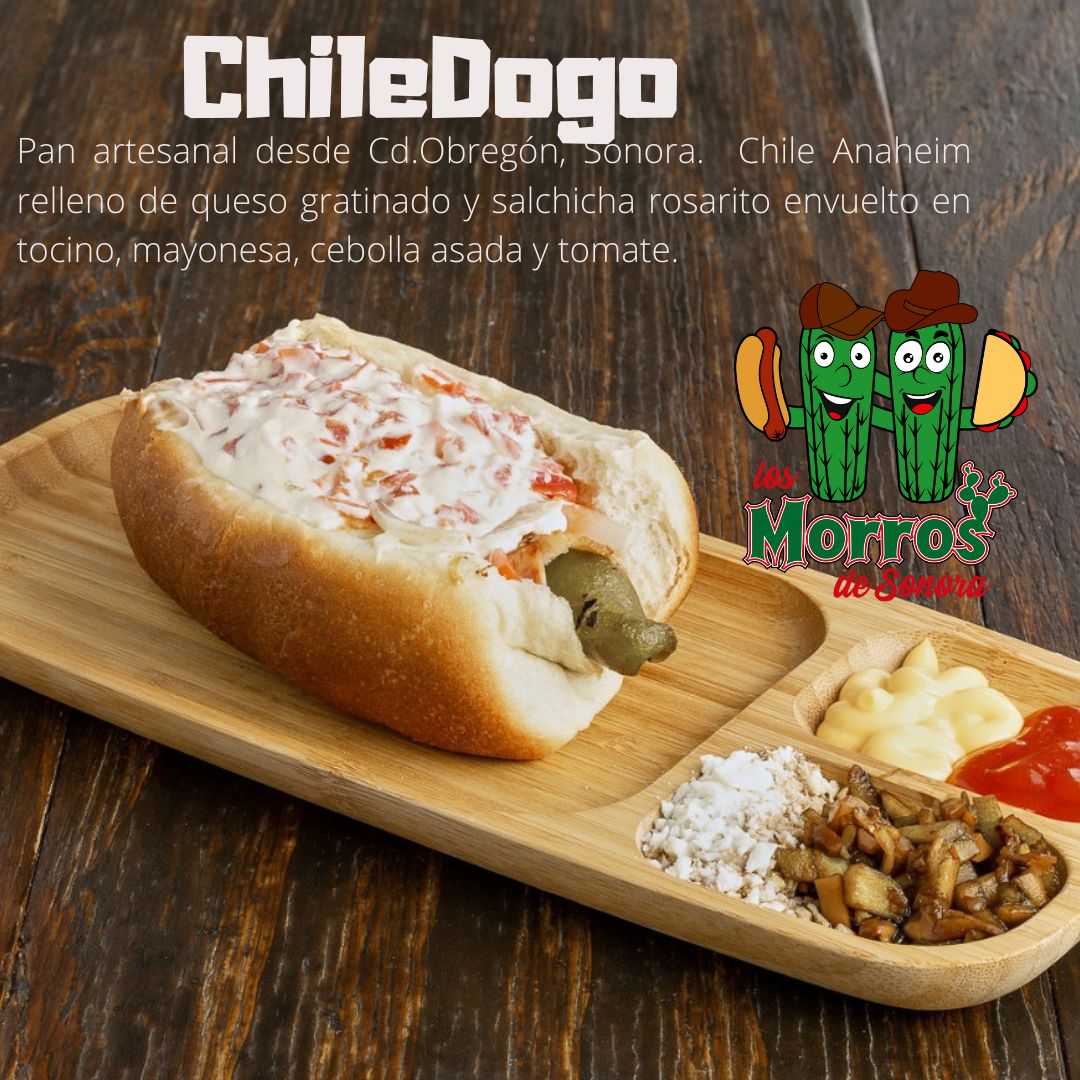 ChileDogo
Pan artesanal desde Cd.Obregón, Sonora. Chile Anaheim
relleno de queso gratinado y salchicha rosarito envuelto en
tocino, mayonesa, cebolla asada y tomate.
los
Morros
de Sonora